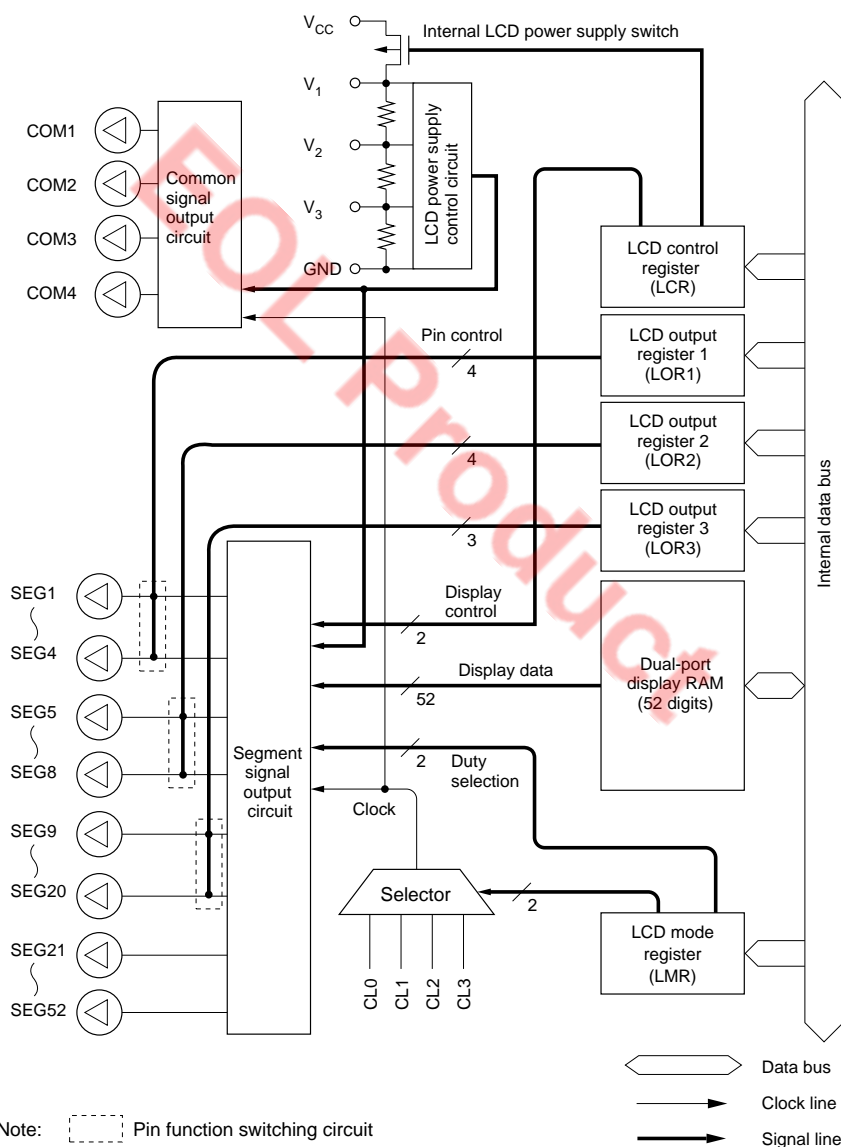 V_CC
Internal LCD power supply switch
V_1
V_2
V_3
GND
LCD power supply
control circuit
COM1
COM2
COM3
COM4
Common
signal
output
circuit
LCD control
register
(LCR)
Pin control
4
LCD output
register 1
(LOR1)
4
LCD output
register 2
(LOR2)
3
LCD output
register 3
(LOR3)
Internal data bus
SEG1
SEG4
SEG5
SEG8
SEG9
SEG20
SEG21
SEG52
Segment
signal
output
circuit
Display
control
2
Display data
52
Dual-port
display RAM
(52 digits)
2
Duty
selection
Clock
Selector
2
CL0
CL1
CL2
CL3
LCD mode
register
(LMR)
Data bus
Clock line
Signal line
Note:
Pin function switching circuit
EOL Product